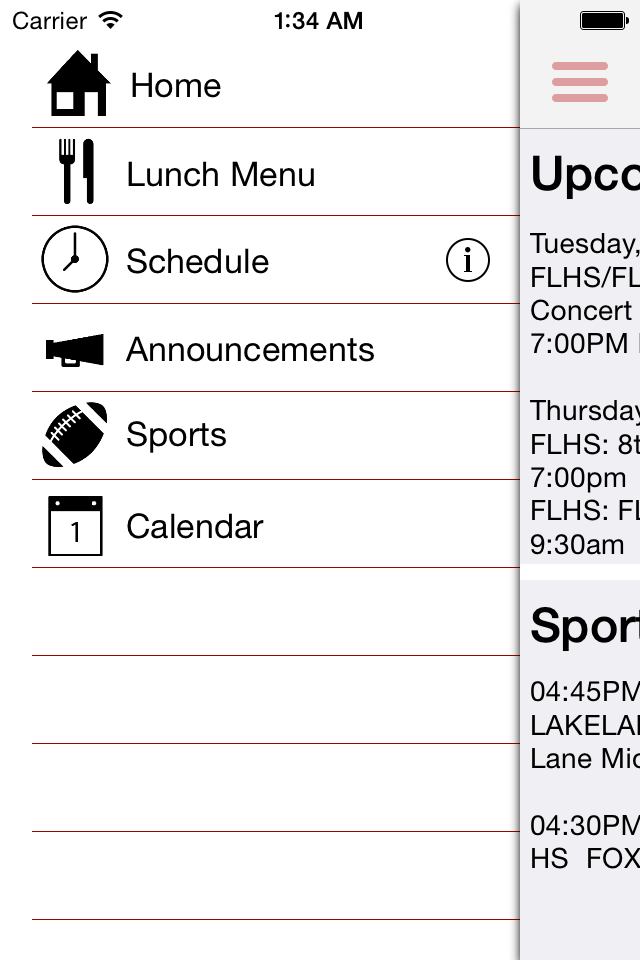 Carrier 1:34 AM
Home
Lunch Menu
Schedule
i
Announcements
Sports
1
Calendar
Upco
Tuesday,
FLHS/FL
Concert
7:00PM
Thursday
FLHS: 8t
7:00pm
FLHS: FL
9:30am
Sport
04:45PM
LAKELA
Lane Mic
04:30PM
HS FOX